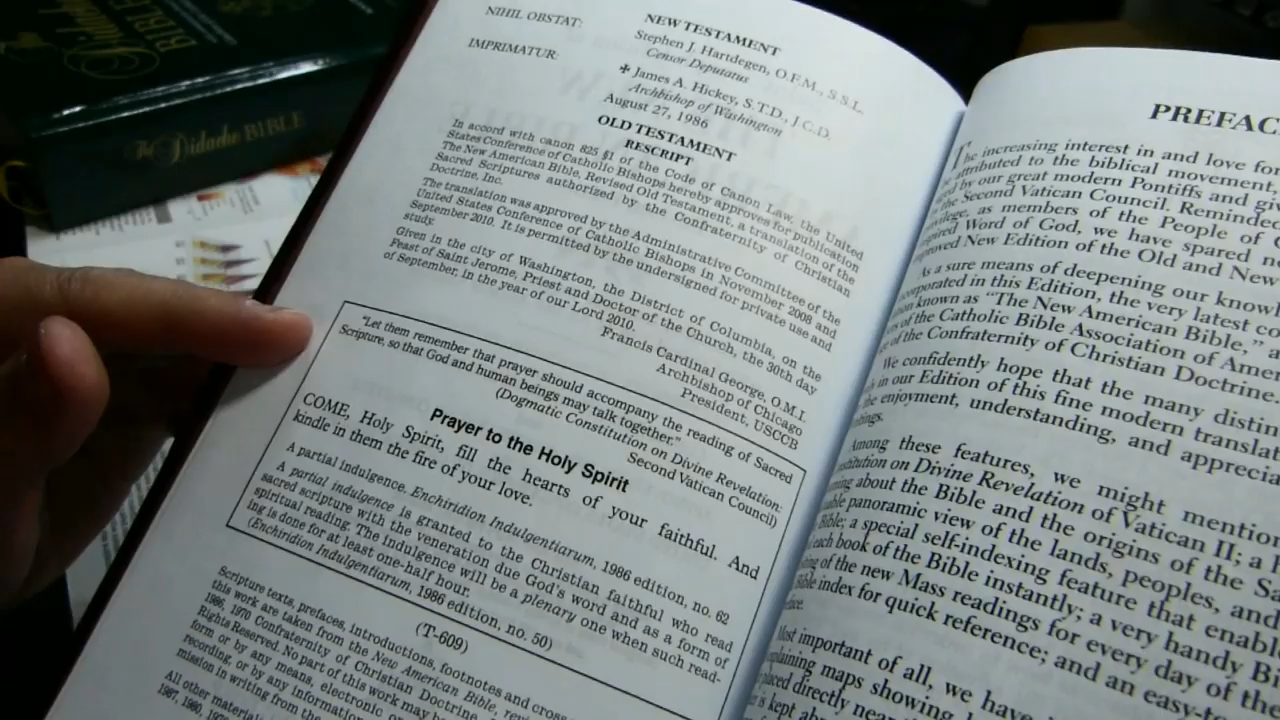 The Didache BIBLE
NIHIL OBSTAT:
NEW TESTAMENT
Stephen J. Hartdegen, O.F.M., S.S.L.
Censor Deputatus
IMPRIMATUR:
✠ James A. Hickey, S.T.D., J.C.D.
Archbishop of Washington
August 27, 1986
OLD TESTAMENT
RESCRIPT
In accord with canon 825 §1 of the Code of Canon Law, the United
States Conference of Catholic Bishops hereby approves for publication
The New American Bible, Revised Old Testament, a translation of the
Sacred Scriptures authorized by the Confraternity of Christian
Doctrine, Inc.
The translation was approved by the Administrative Committee of the
United States Conference of Catholic Bishops in November 2008 and
September 2010. It is permitted by the undersigned for private use and
study.
Given in the city of Washington, the District of Columbia, on the
Feast of Saint Jerome, Priest and Doctor of the Church, the 30th day
of September, in the year of our Lord 2010.
Francis Cardinal George, O.M.I.
Archbishop of Chicago
President, USCCB
"Let them remember that prayer should accompany the reading of Sacred
Scripture, so that God and human beings may talk together."
(Dogmatic Constitution on Divine Revelation:
Second Vatican Council)
Prayer to the Holy Spirit
COME, Holy Spirit, fill the hearts of your faithful. And
kindle in them the fire of your love.
A partial indulgence. Enchiridion Indulgentiarum, 1986 edition, no. 62
A partial indulgence is granted to the Christian faithful who read
sacred scripture with the veneration due God's word and as a form of
spiritual reading. The indulgence will be a plenary one when such read-
ing is done for at least one-half hour.
(Enchiridion Indulgentiarum, 1986 edition, no. 50)
(T-609)
Scripture texts, prefaces, introductions, footnotes and cross
this work are taken from the New American Bible, rev
1986, 1970 Confraternity of Christian Doctrine,
Rights Reserved. No part of this work may be
form or by any means, electronic or
recording, or by any information
mission in writing from the
All other material
1987, 1980, 1970
PREFAC
The increasing interest in and love for
attributed to the biblical movement,
by our great modern Pontiffs and giv
the Second Vatican Council. Reminded
as members of the People of
Word of God, we have spared n
New Edition of the Old and New
As a sure means of deepening our knowl
in this Edition, the very latest co
known as "The New American Bible," a
of the Catholic Bible Association of Amer
of the Confraternity of Christian Doctrine.
We confidently hope that the many distin
in our Edition of this fine modern translat
enjoyment, understanding, and apprecia
Among these features, we might mention
on Divine Revelation of Vatican II; a
about the Bible and the origins of the Sa
panoramic view of the lands, peoples, and
Bible; a special self-indexing feature that enabl
each book of the Bible instantly; a very handy Bi
of the new Mass readings for every day of the
Bible index for quick reference; and an easy-t
Most important of all, we have
maps showing
placed directly near
is kept